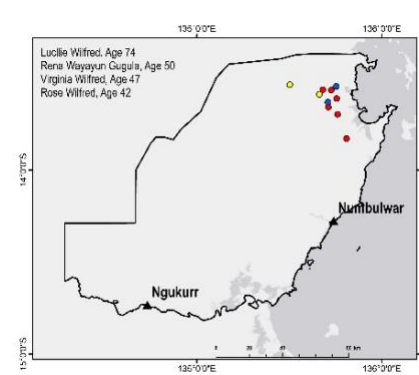 135°0'0"E 136°0'0"E
Lucille Wilfred, Age 74
Rena Wayayun Gugula, Age 50
Virginia Wilfred, Age 47
Rose Wilfred, Age 42
14°0'0"S
Numbulwar
Ngukurr
15°0'0"S
135°0'0"E 136°0'0"E